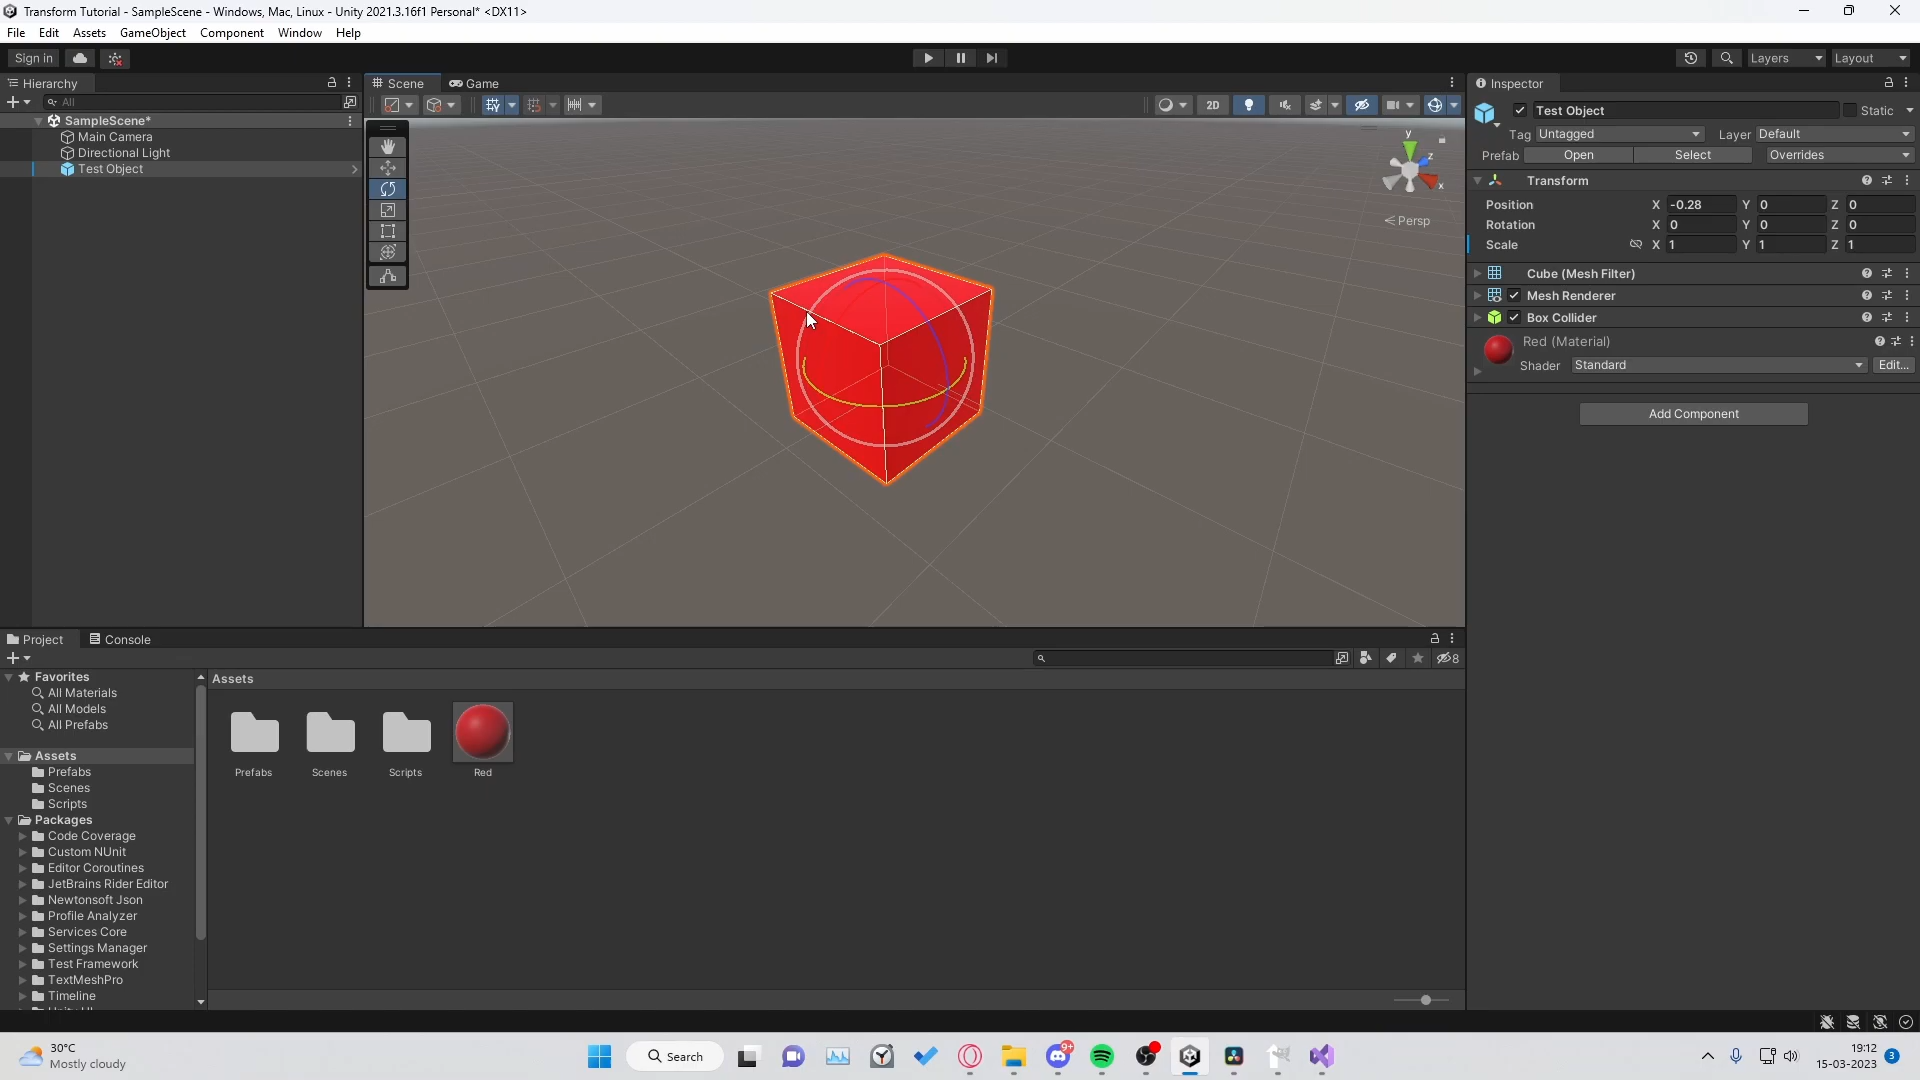 Transform Tutorial - SampleScene - Windows, Mac, Linux - Unity 2021.3.16f1 Personal* <DX11>
File Edit Assets GameObject Component Window Help
Sign in Layers Layout
Hierarchy
All
SampleScene*
Main Camera
Directional Light
Test Object
Scene Game
2D
y
z
x
Persp
Inspector
Test Object Static
Tag Untagged Layer Default
Prefab Open Select Overrides
Transform
Position X -0.28 Y 0 Z 0
Rotation X 0 Y 0 Z 0
Scale X 1 Y 1 Z 1
Cube (Mesh Filter)
Mesh Renderer
Box Collider
Red (Material)
Shader Standard Edit...
Add Component
Project Console
8
Favorites
All Materials
All Models
All Prefabs
Assets
Prefabs
Scenes
Scripts
Packages
Code Coverage
Custom NUnit
Editor Coroutines
JetBrains Rider Editor
Newtonsoft Json
Profile Analyzer
Services Core
Settings Manager
Test Framework
TextMeshPro
Timeline
Assets
Prefabs Scenes Scripts Red
30°C
Mostly cloudy
Search
9+
19:12
15-03-2023
3